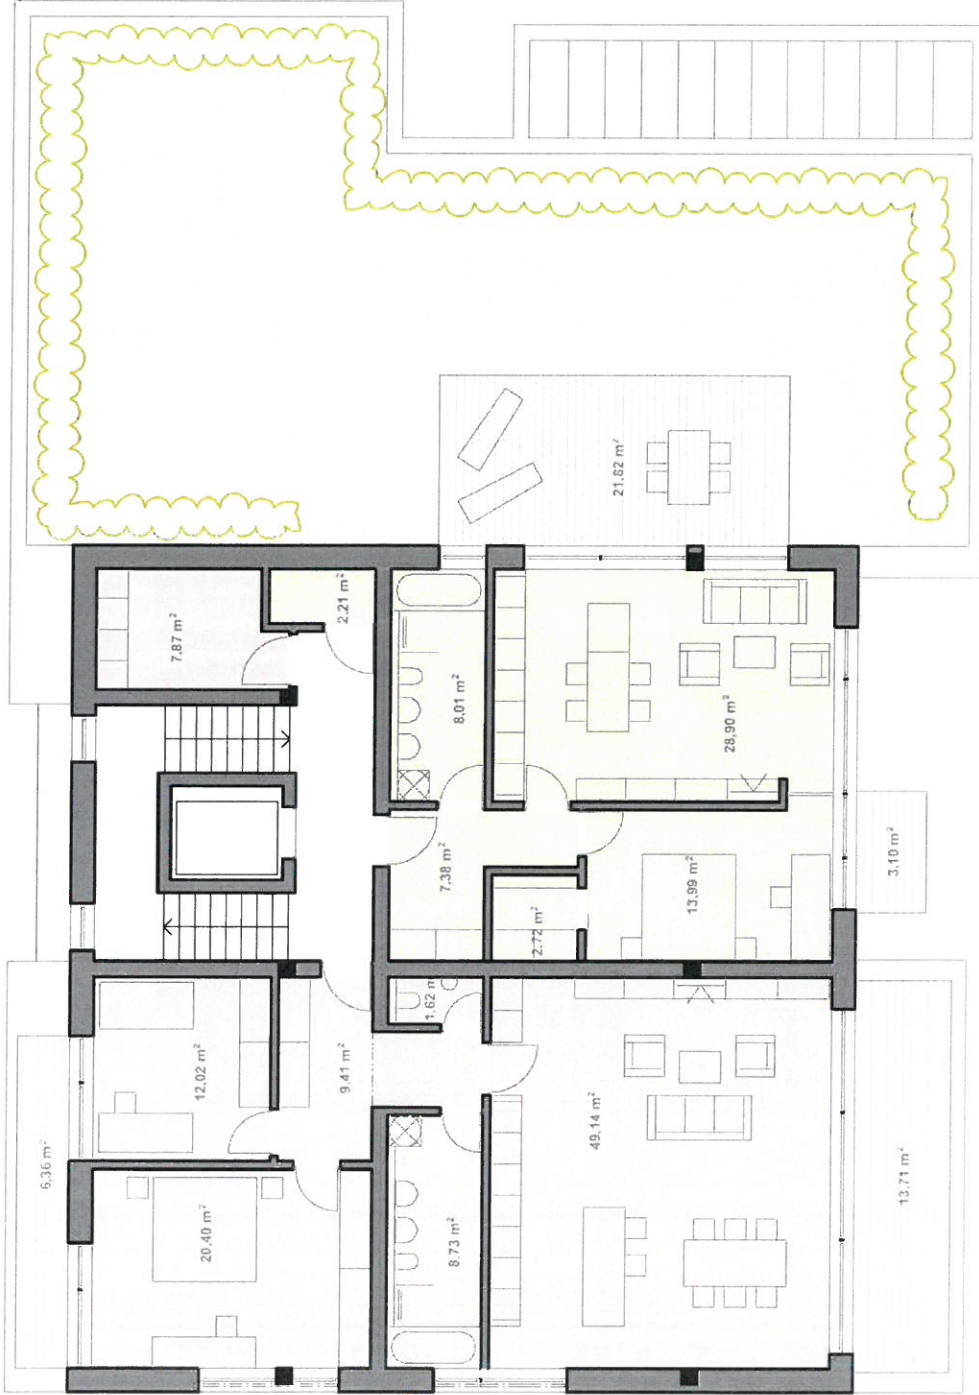 6,36 m²
20,40 m²
12,02 m²
7,87 m²
9,41 m²
2,21 m²
8,73 m²
1,62 m
7,38 m²
8,01 m²
2,72 m²
49,14 m²
13,99 m²
28,90 m²
21,82 m²
13,71 m²
3,10 m²